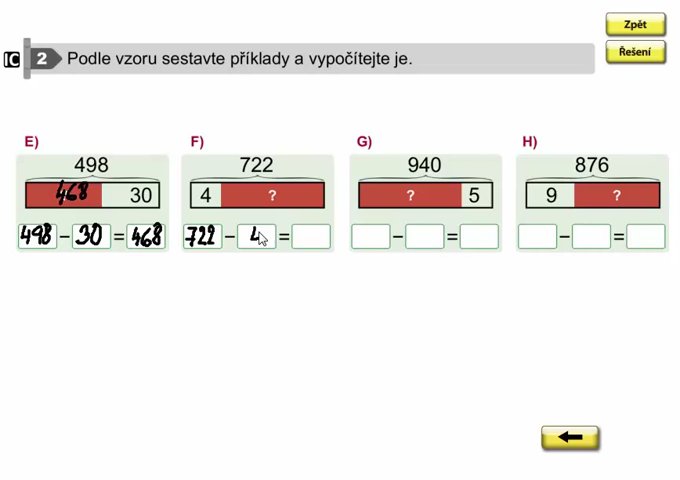 Zpět
IC 2 Podle vzoru sestavte příklady a vypočítejte je.
Řešení
E) F) G) H)
498 722 940 876
468 30 4 ? ? 5 9 ?
498 – 30 = 468 722 – 4 = – = – =